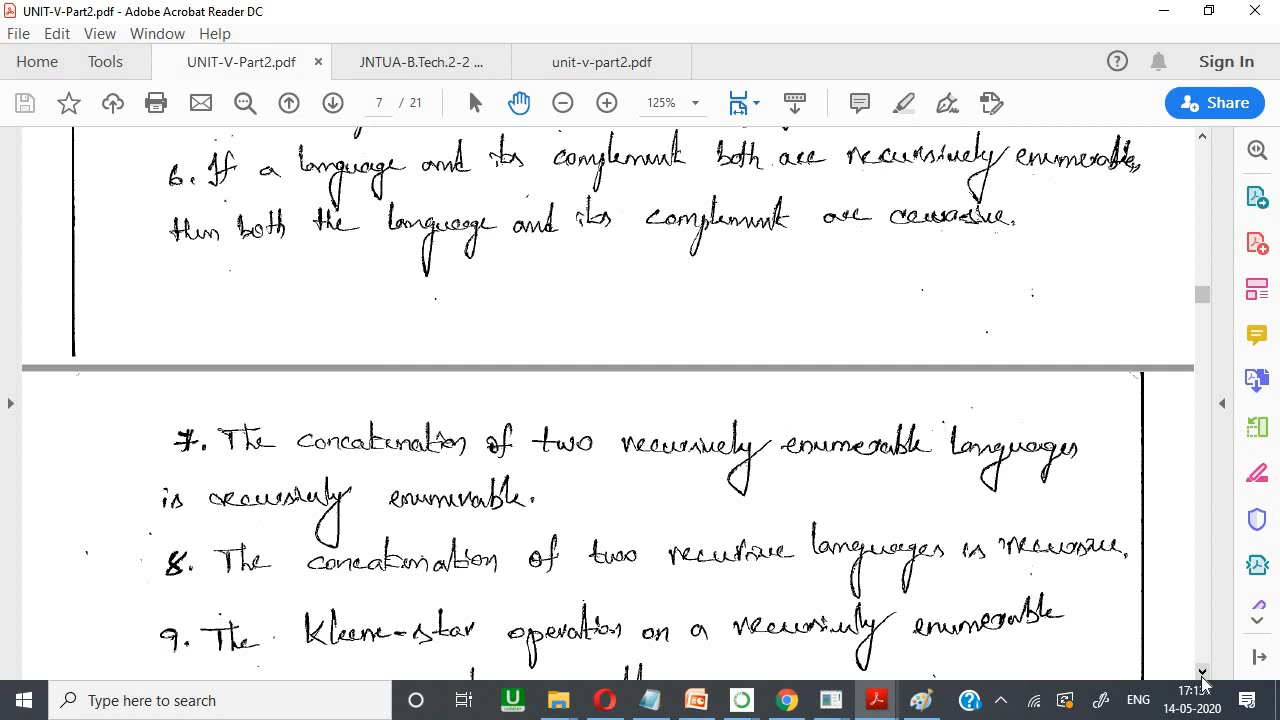 UNIT-V-Part2.pdf - Adobe Acrobat Reader DC
File Edit View Window Help
Home Tools UNIT-V-Part2.pdf × JNTUA-B.Tech.2-2 ... unit-v-part2.pdf Sign In
7 / 21 125% Share
6. If a language and its complement both are recursively enumerable,
then both the language and its complement are recursive.
7. The concatenation of two recursively enumerable languages
is recursively enumerable.
8. The concatenation of two recursive languages is recursive.
9. The Kleene-star operation on a recursively enumerable
Type here to search ENG
14-05-2020